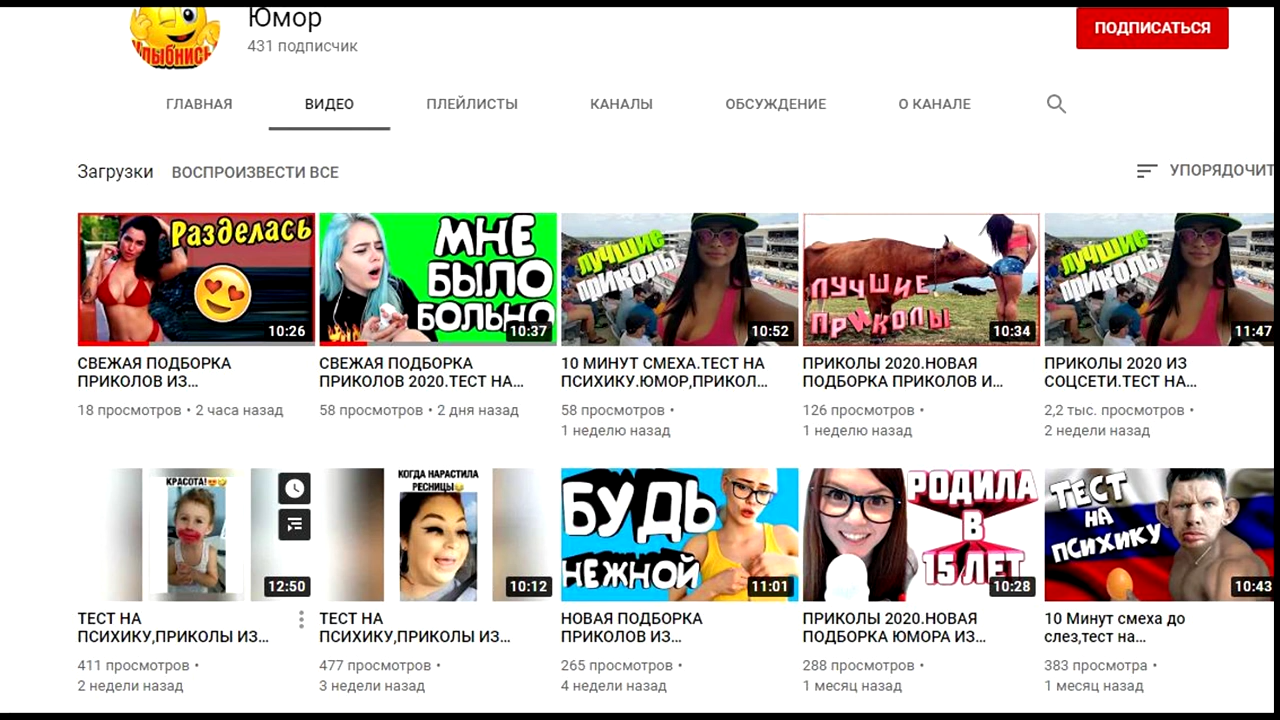 Юмор
Улыбнись
431 подписчик
ПОДПИСАТЬСЯ
ГЛАВНАЯ ВИДЕО ПЛЕЙЛИСТЫ КАНАЛЫ ОБСУЖДЕНИЕ О КАНАЛЕ
Загрузки ВОСПРОИЗВЕСТИ ВСЕ УПОРЯДОЧИТ
Разделась
10:26
СВЕЖАЯ ПОДБОРКА
ПРИКОЛОВ ИЗ...
18 просмотров • 2 часа назад
МНЕ
БЫЛО
БОЛЬНО
10:37
СВЕЖАЯ ПОДБОРКА
ПРИКОЛОВ 2020.ТЕСТ НА...
58 просмотров • 2 дня назад
ЛУЧШИЕ
ПРИКОЛЫ
10:52
10 МИНУТ СМЕХА.ТЕСТ НА
ПСИХИКУ.ЮМОР,ПРИКОЛ...
58 просмотров •
1 неделю назад
ЛУЧШИЕ
ПРИКОЛЫ
10:34
ПРИКОЛЫ 2020.НОВАЯ
ПОДБОРКА ПРИКОЛОВ И...
126 просмотров •
1 неделю назад
ЛУЧШИЕ
ПРИКОЛЫ
11:47
ПРИКОЛЫ 2020 ИЗ
СОЦСЕТИ.ТЕСТ НА...
2,2 тыс. просмотров •
2 недели назад
КРАСОТА!
12:50
ТЕСТ НА
ПСИХИКУ,ПРИКОЛЫ ИЗ...
411 просмотров •
2 недели назад
КОГДА НАРАСТИЛА
РЕСНИЦЫ
10:12
ТЕСТ НА
ПСИХИКУ,ПРИКОЛЫ ИЗ...
477 просмотров •
3 недели назад
БУДЬ
НЕЖНОЙ
11:01
НОВАЯ ПОДБОРКА
ПРИКОЛОВ ИЗ...
265 просмотров •
4 недели назад
РОДИЛА
В
15 ЛЕТ
10:28
ПРИКОЛЫ 2020.НОВАЯ
ПОДБОРКА ЮМОРА ИЗ...
288 просмотров •
1 месяц назад
ТЕСТ
НА
ПСИХИКУ
10:43
10 Минут смеха до
слез,тест на...
383 просмотра •
1 месяц назад